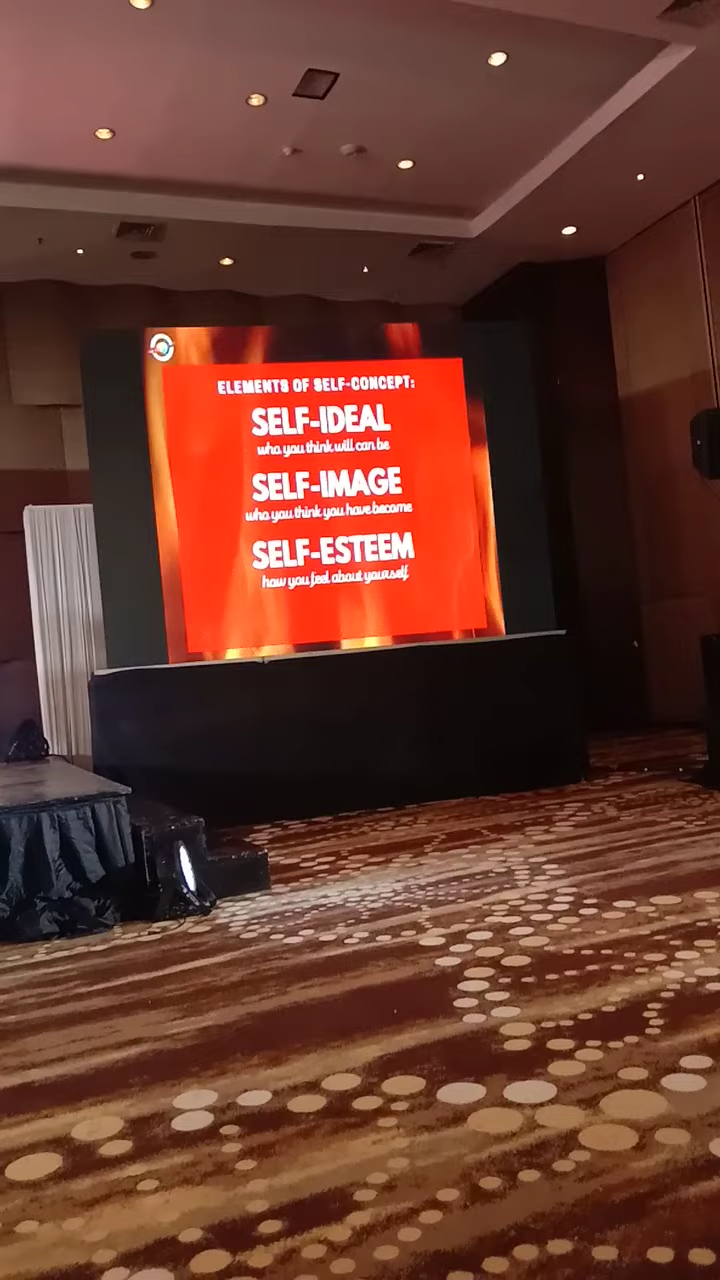 ELEMENTS OF SELF-CONCEPT:
SELF-IDEAL
who you think will can be
SELF-IMAGE
who you think you have become
SELF-ESTEEM
how you feel about yourself